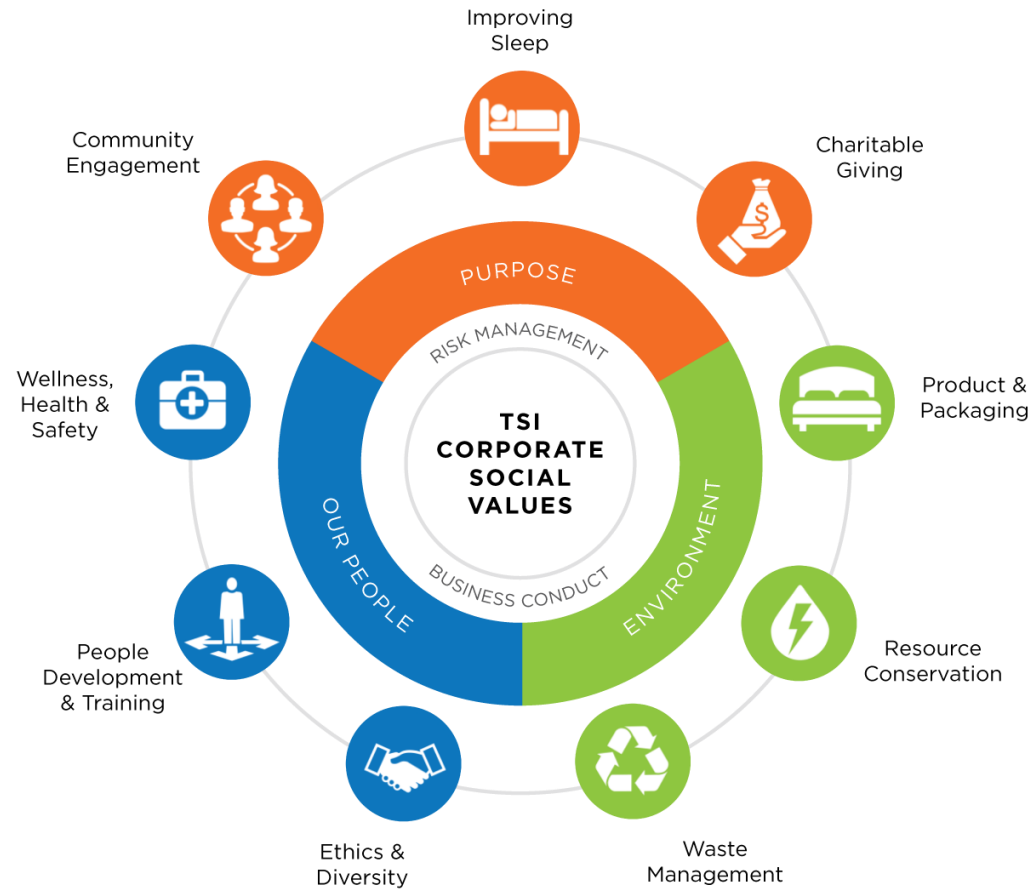 Improving
Sleep
Community
Engagement
Charitable
Giving
$
PURPOSE
RISK MANAGEMENT
Wellness,
Health &
Safety
Product &
Packaging
TSI
CORPORATE
SOCIAL
VALUES
OUR PEOPLE
ENVIRONMENT
BUSINESS CONDUCT
People
Development
& Training
Resource
Conservation
Ethics &
Diversity
Waste
Management